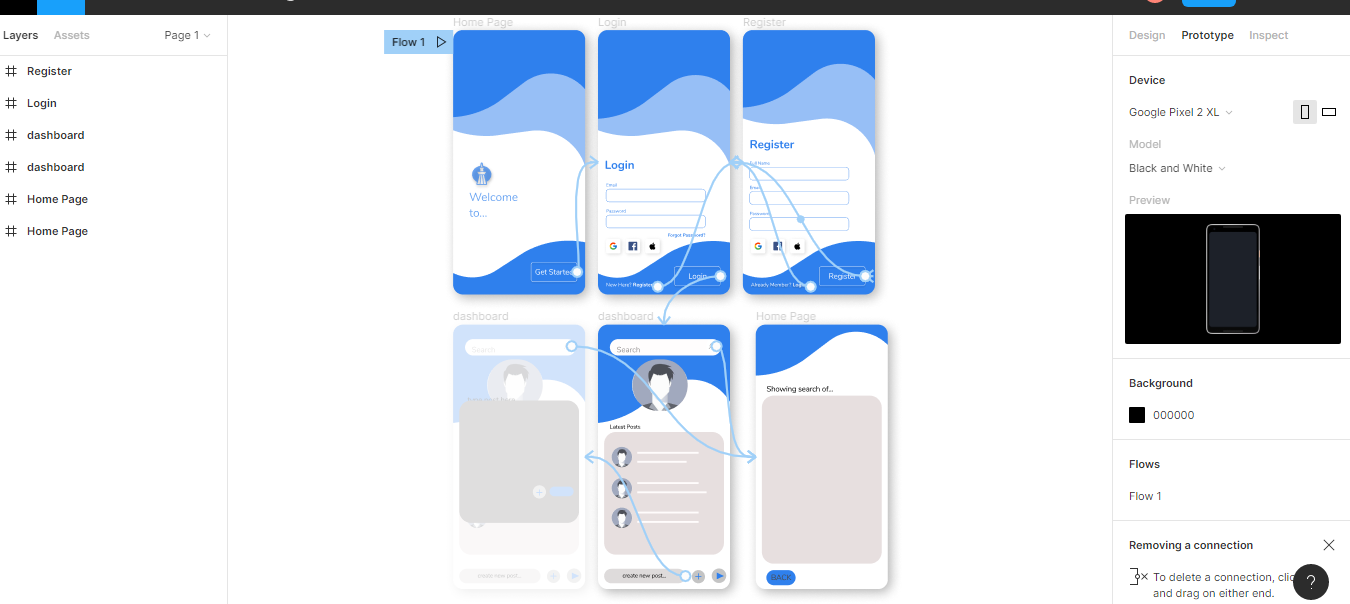 Layers Assets Page 1
Register
Login
dashboard
dashboard
Home Page
Home Page
Flow 1
Home Page
Welcome
to...
Login
Login
Email
Password
Forgot Password?
New Here? Register
Login
Register
Register
Full Name
Email
Password
Already Member? Login
Register
dashboard
Search
create new post...
dashboard
Search
Latest Posts
create new post...
Home Page
Showing search of...
BACK
Design Prototype Inspect
Device
Google Pixel 2 XL
Model
Black and White
Preview
Background
000000
Flows
Flow 1
Removing a connection
To delete a connection,
and drag on either end.
?